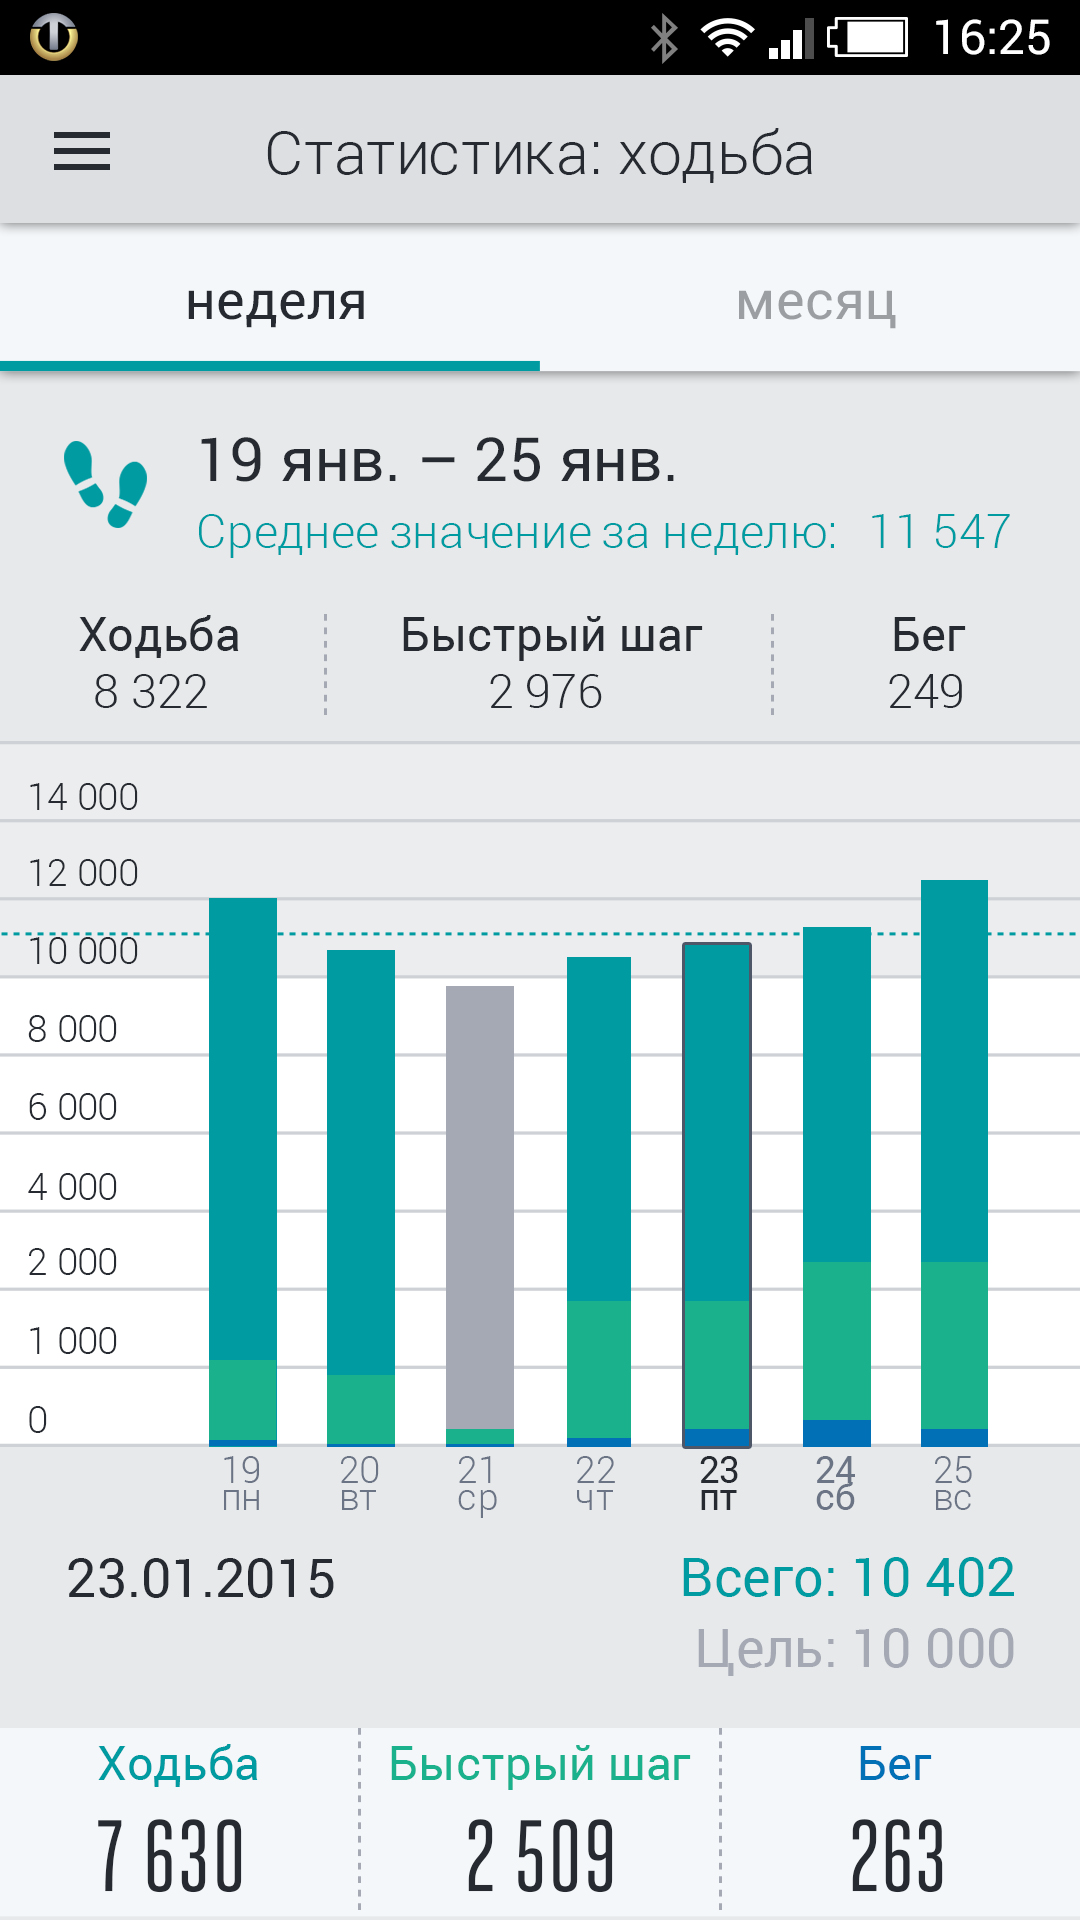 16:25
Статистика: ходьба
неделя месяц
19 янв. – 25 янв.
Среднее значение за неделю: 11 547
Ходьба Быстрый шаг Бег
8 322 2 976 249
14 000
12 000
10 000
8 000
6 000
4 000
2 000
1 000
0
19 20 21 22 23 24 25
пн вт ср чт пт сб вс
23.01.2015 Всего: 10 402
Цель: 10 000
Ходьба Быстрый шаг Бег
7 630 2 509 263